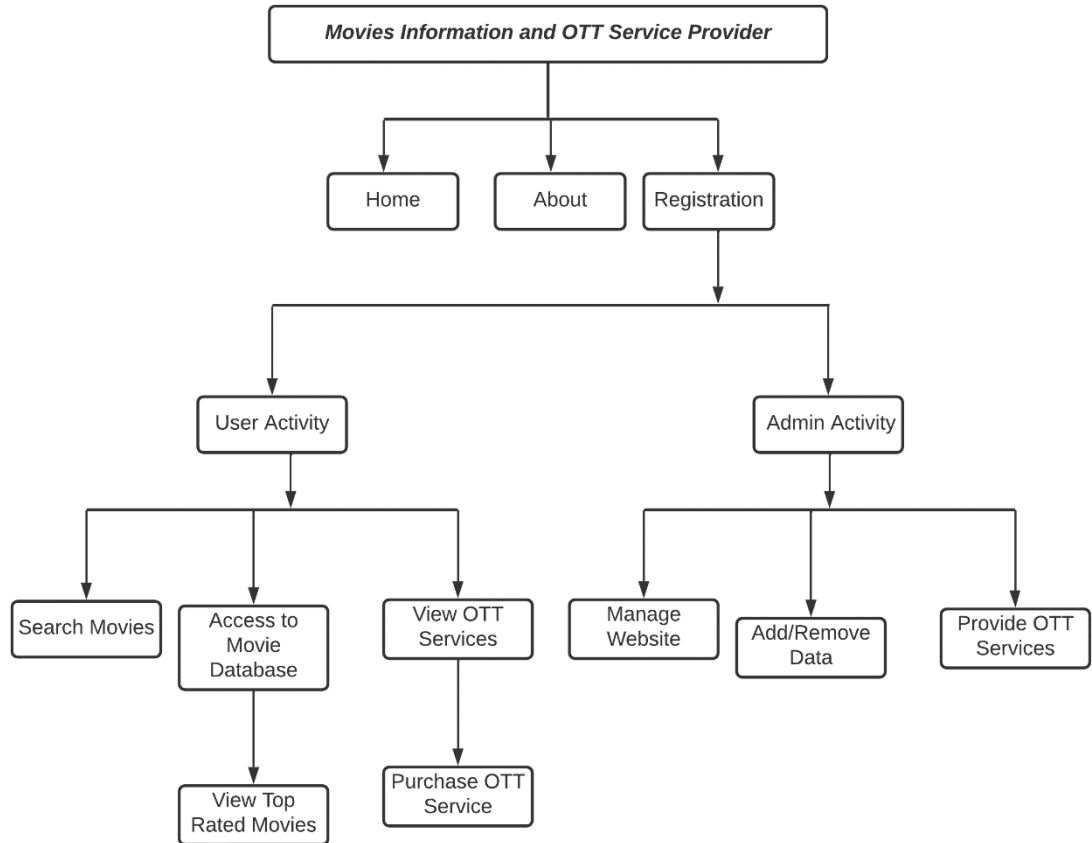 Movies Information and OTT Service Provider
Home
About
Registration
User Activity
Admin Activity
Search Movies
Access to
Movie
Database
View OTT
Services
Manage
Website
Add/Remove
Data
Provide OTT
Services
View Top
Rated Movies
Purchase OTT
Service